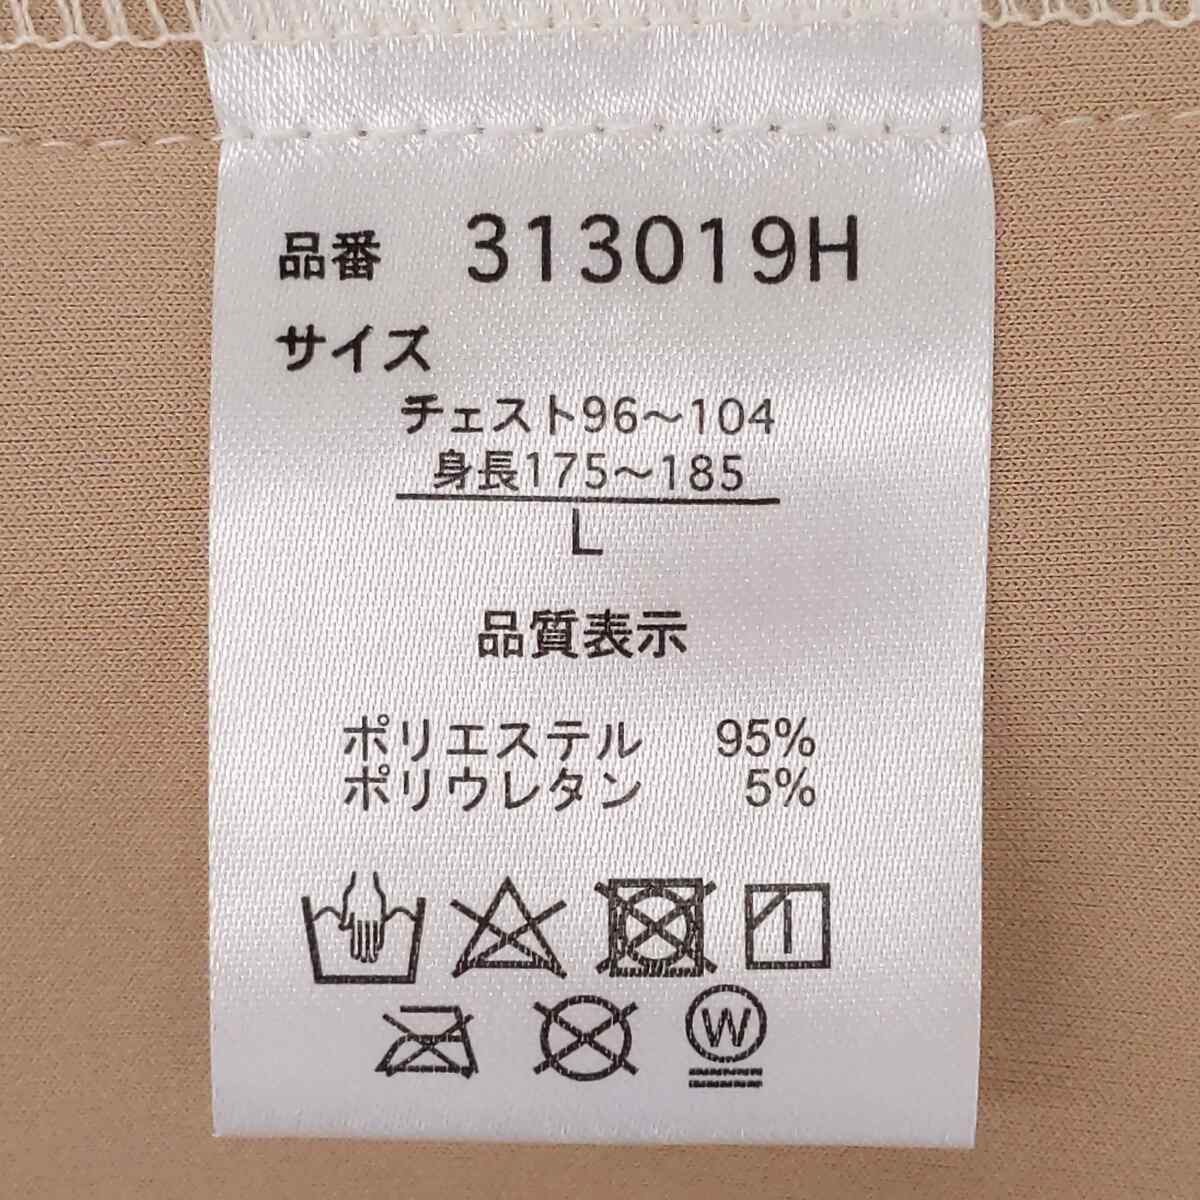 品番 313019H
サイズ
チェスト96～104
身長175～185
L
品質表示
ポリエステル 95%
ポリウレタン 5%
W